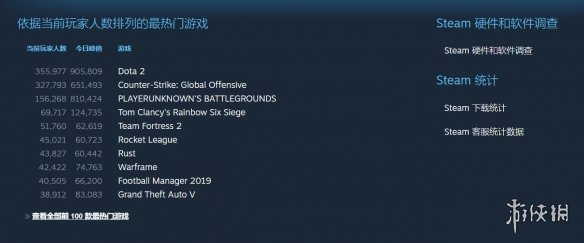 依据当前玩家人数排列的最热门游戏
当前玩家人数 今日峰值 游戏
355,977 905,809 Dota 2
327,793 651,493 Counter-Strike: Global Offensive
156,268 810,424 PLAYERUNKNOWN'S BATTLEGROUNDS
69,717 124,735 Tom Clancy's Rainbow Six Siege
51,760 62,619 Team Fortress 2
45,021 60,723 Rocket League
43,827 60,442 Rust
42,422 74,763 Warframe
40,505 66,200 Football Manager 2019
38,912 83,083 Grand Theft Auto V
» 查看全部前 100 款最热门游戏
Steam 硬件和软件调查
Steam 硬件和软件调查
Steam 统计
Steam 下载统计
Steam 客服统计数据
游侠网